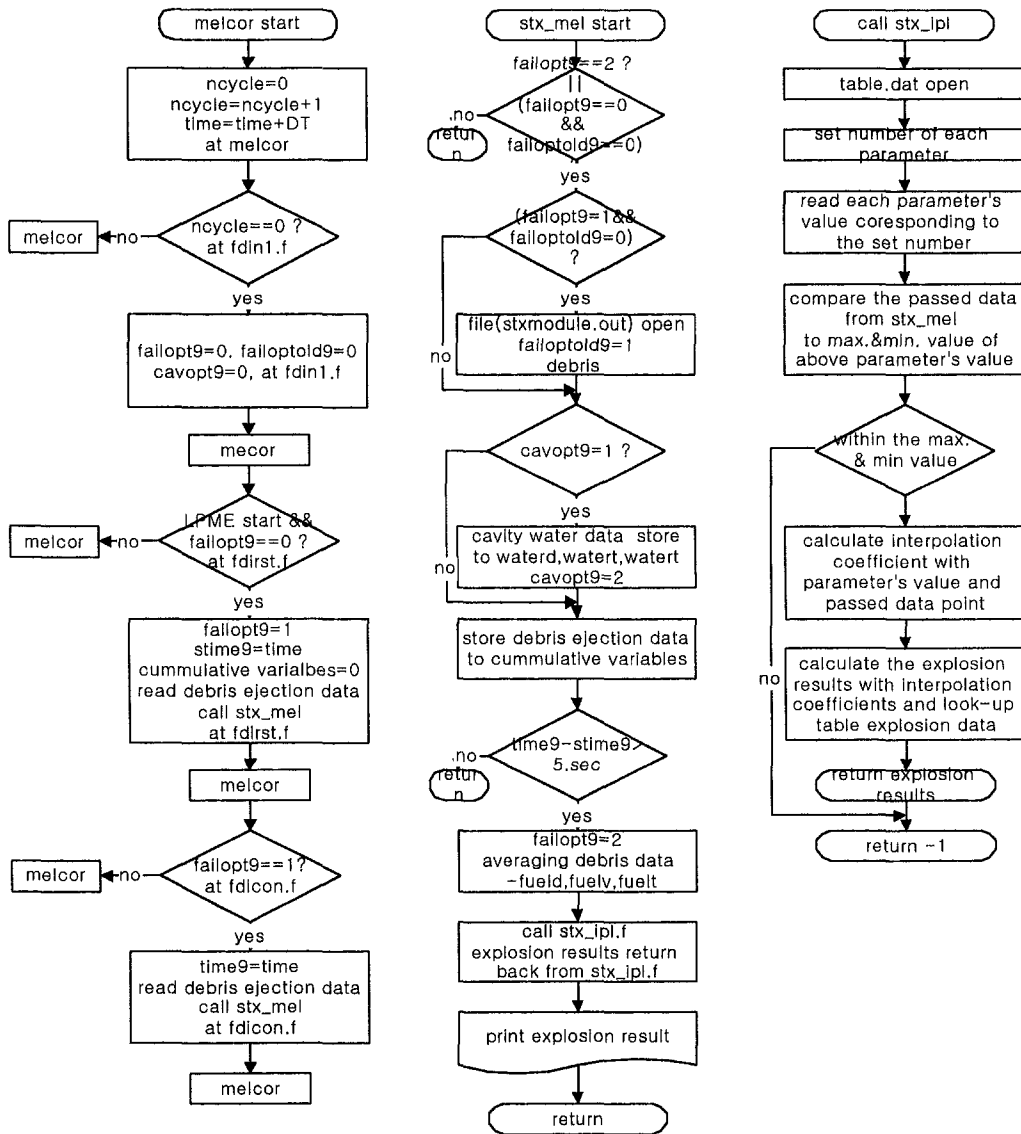 melcor start
ncycle=0
ncycle=ncycle+1
time=time+DT
at melcor
ncycle==0 ?
at fdin1.f
no
melcor
yes
failopt9=0. failoptold9=0
cavopt9=0, at fdin1.f
mecor
LPME start &&
failopt9==0 ?
at fdirst.f
no
melcor
yes
failopt9=1
stime9=time
cummulative varialbes=0
read debris ejection data
call stx_mel
at fdirst.f
melcor
failopt9==1?
at fdicon.f
no
melcor
yes
time9=time
read debris ejection data
call stx_mel
at fdicon.f
melcor
stx_mel start
failopt9==2 ?
||
(failopt9==0
&&
failoptold9==0)
no
retur
n
yes
(failopt9=1&&
failoptold9=0)
?
yes
file(stxmodule.out) open
failoptold9=1
debris
no
cavopt9=1 ?
yes
cavity water data store
to waterd,watert,watert
cavopt9=2
no
store debris ejection data
to cummulative variables
time9-stime9>
5.sec
no
retur
n
yes
failopt9=2
averaging debris data
-fueld,fuelv,fuelt
call stx_ipl.f
explosion results return
back from stx_ipl.f
print explosion result
return
call stx_ipl
table.dat open
set number of each
parameter
read each parameter's
value coresponding to
the set number
compare the passed data
from stx_mel
to max.&min. value of
above parameter's value
within the max.
& min value
calculate interpolation
coefficient with
parameter's value and
passed data point
no
calculate the explosion
results with interpolation
coefficients and look-up
table explosion data
return explosion
results
return -1